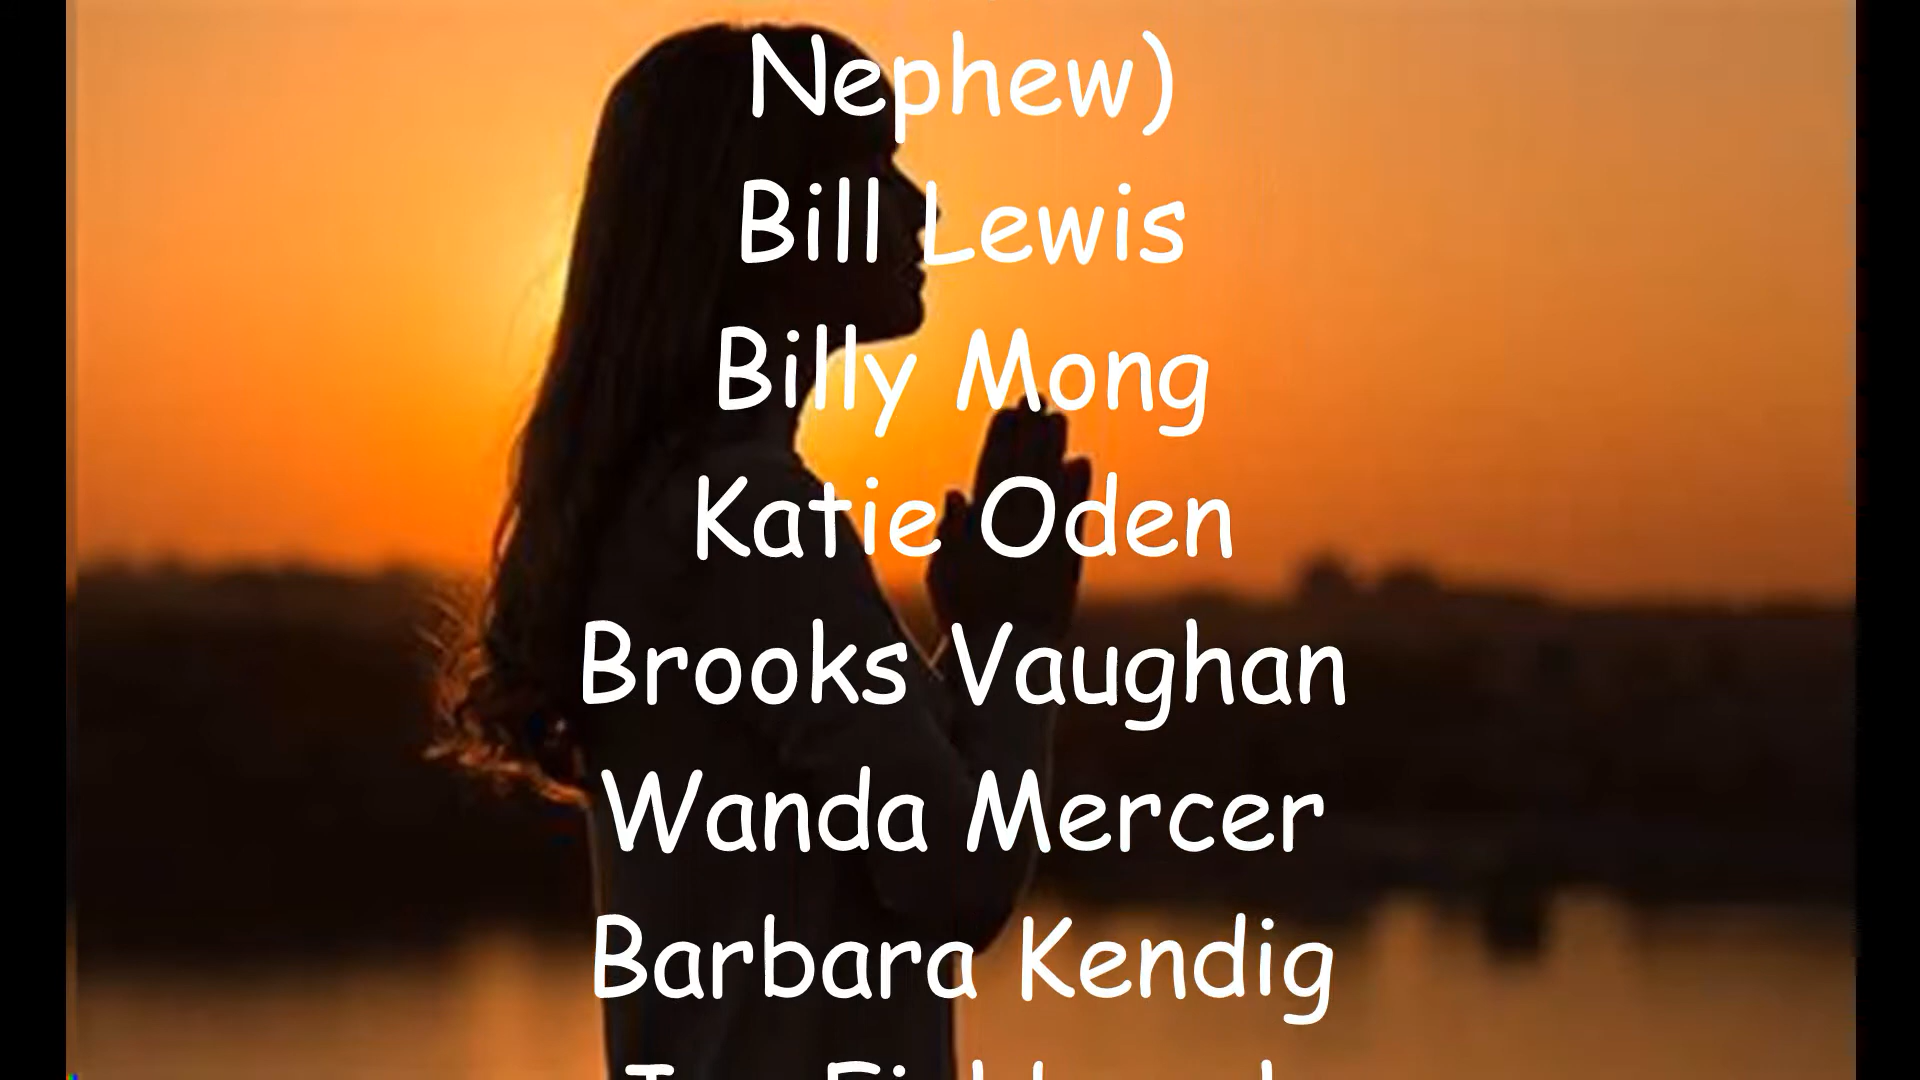 Nephew)
Bill Lewis
Billy Mong
Katie Oden
Brooks Vaughan
Wanda Mercer
Barbara Kendig